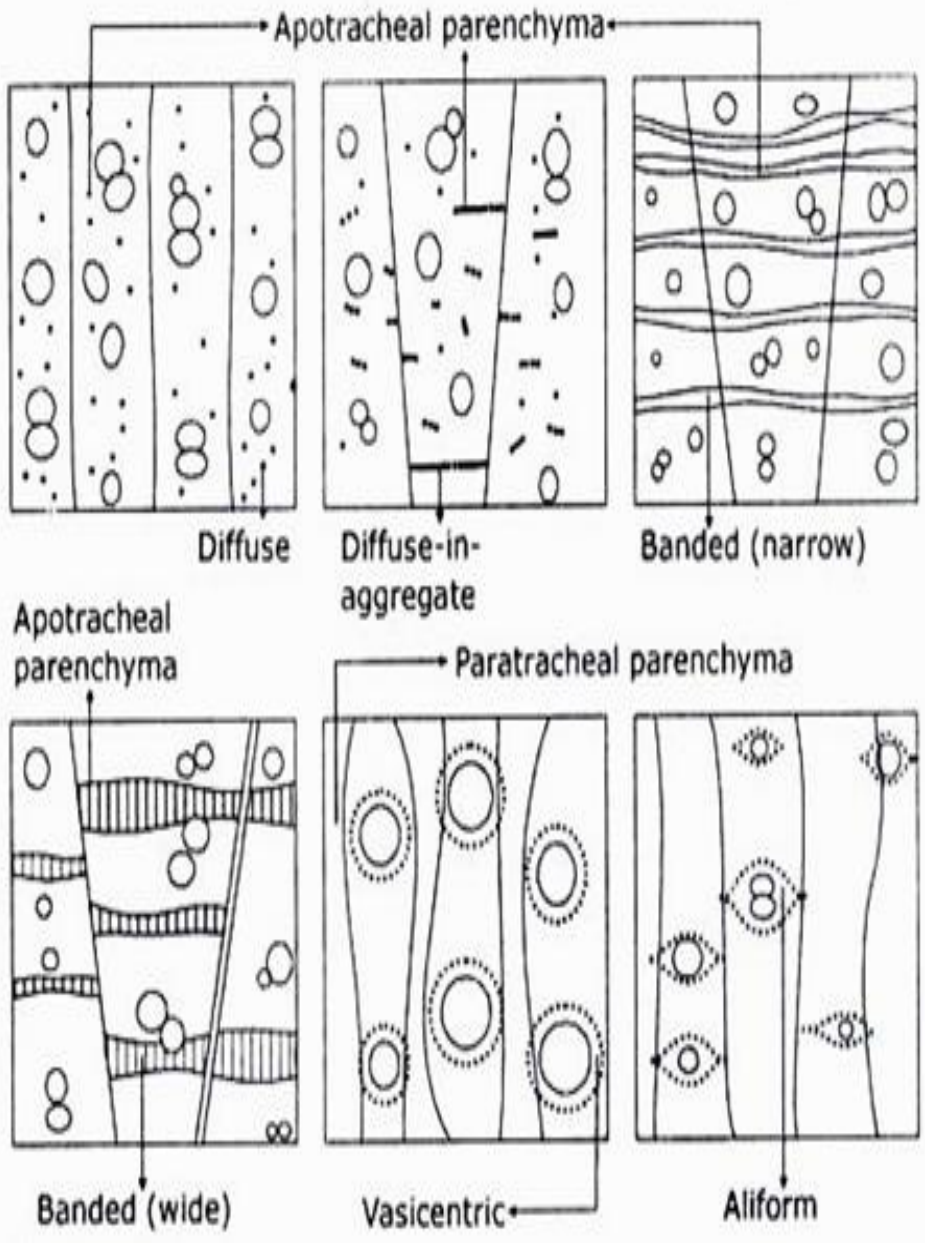 Apotracheal parenchyma
Diffuse
Diffuse-in-
aggregate
Banded (narrow)
Apotracheal
parenchyma
Paratracheal parenchyma
Banded (wide)
Vasicentric
Aliform